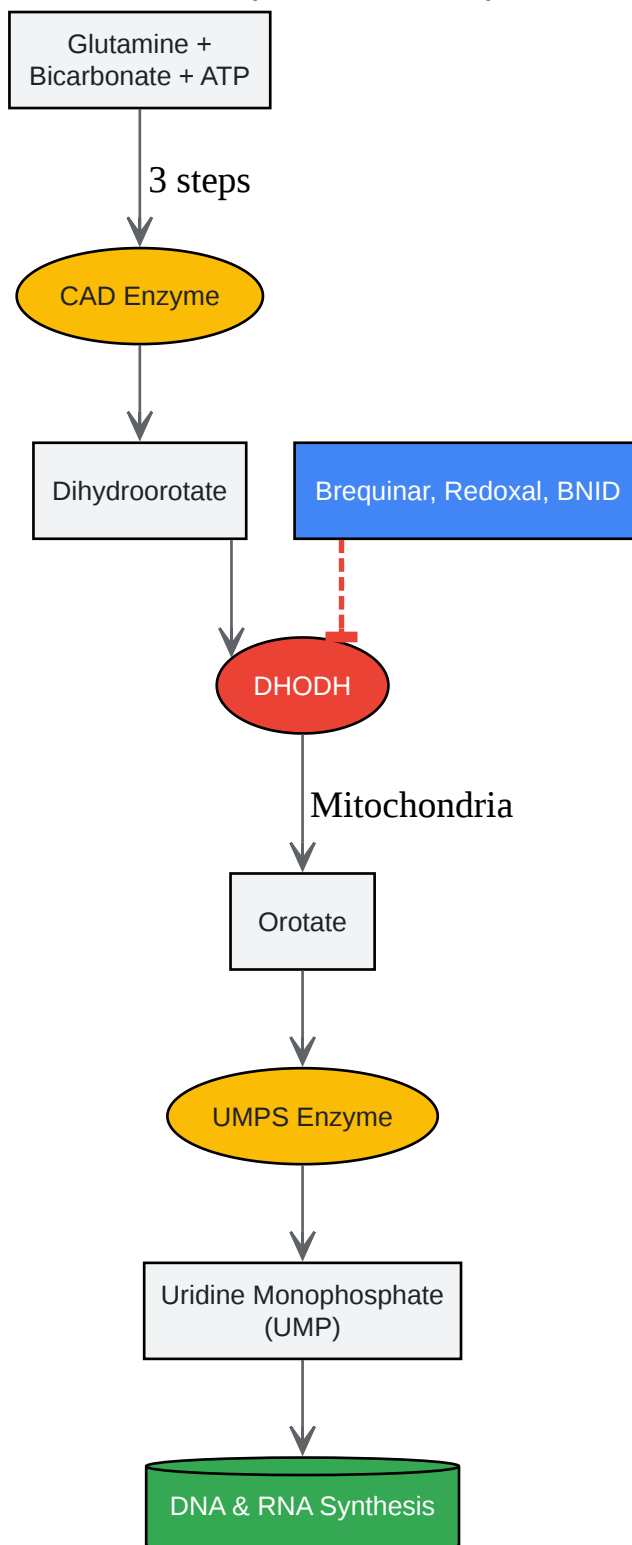 Glutamine +
Bicarbonate + ATP
3 steps
CAD Enzyme
Dihydroorotate
Brequinar, Redoxal, BNID
DHODH
Mitochondria
Orotate
UMPS Enzyme
Uridine Monophosphate
(UMP)
DNA & RNA Synthesis